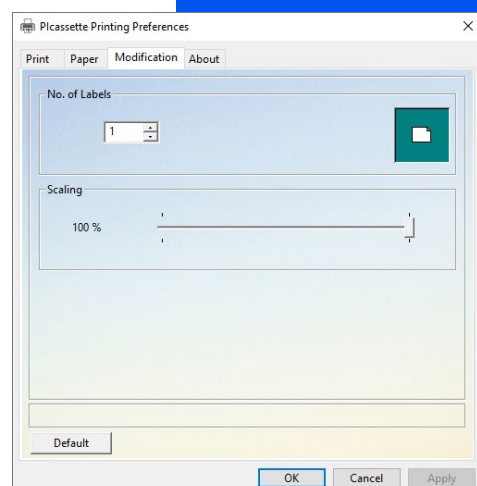 PIcassette Printing Preferences
Print Paper Modification About
No. of Labels
1
Scaling
100 %
Default
OK Cancel Apply